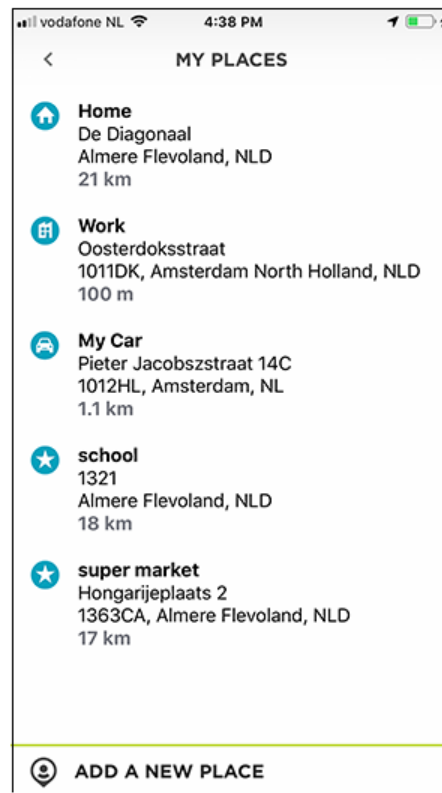 vodafone NL 4:38 PM
MY PLACES
Home
De Diagonaal
Almere Flevoland, NLD
21 km
Work
Oosterdoksstraat
1011DK, Amsterdam North Holland, NLD
100 m
My Car
Pieter Jacobszstraat 14C
1012HL, Amsterdam, NL
1.1 km
school
1321
Almere Flevoland, NLD
18 km
super market
Hongarijeplaats 2
1363CA, Almere Flevoland, NLD
17 km
ADD A NEW PLACE